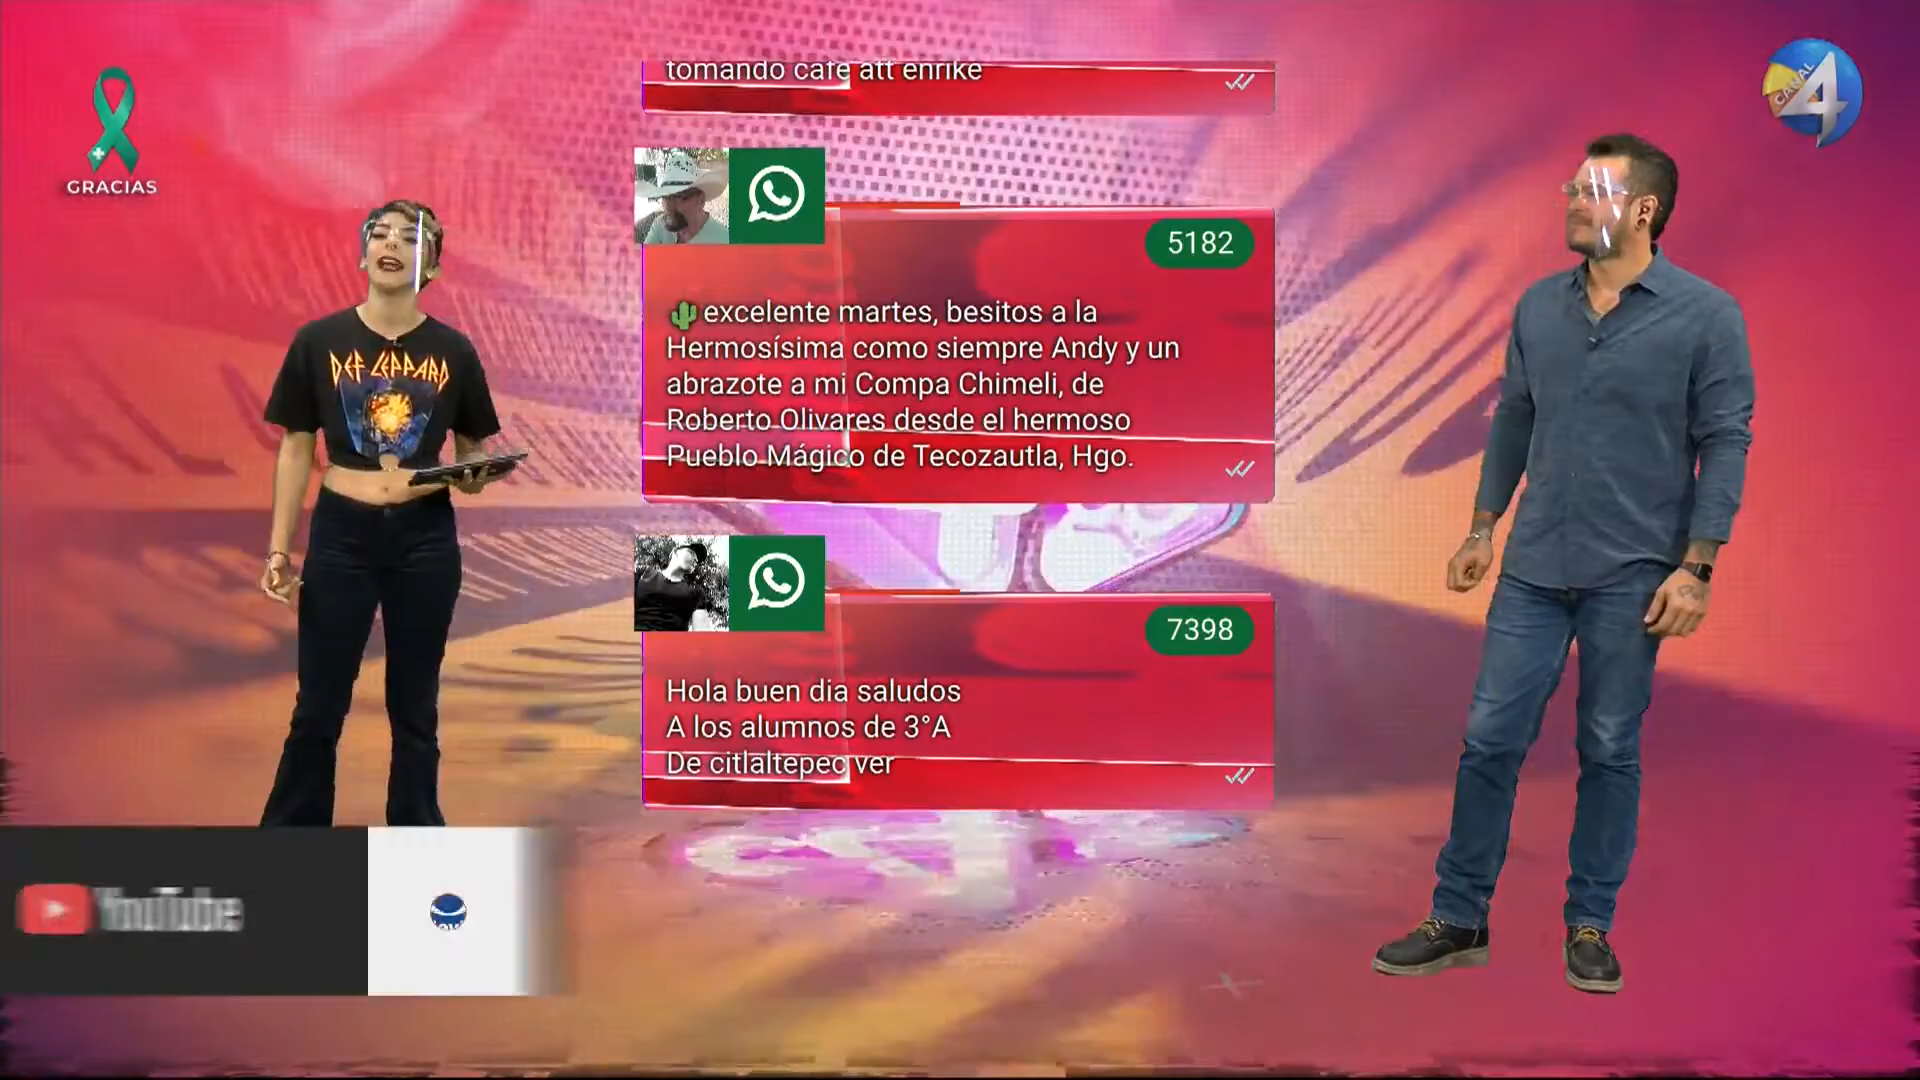 GRACIAS
CANAL
4
tomando cafe att enrike
5182
🌵excelente martes, besitos a la
Hermosísima como siempre Andy y un
abrazote a mi Compa Chimeli, de
Roberto Olivares desde el hermoso
Pueblo Mágico de Tecozautla, Hgo.
DEF LEPPARD
7398
Hola buen dia saludos
A los alumnos de 3°A
De citlaltepec ver
YouTube